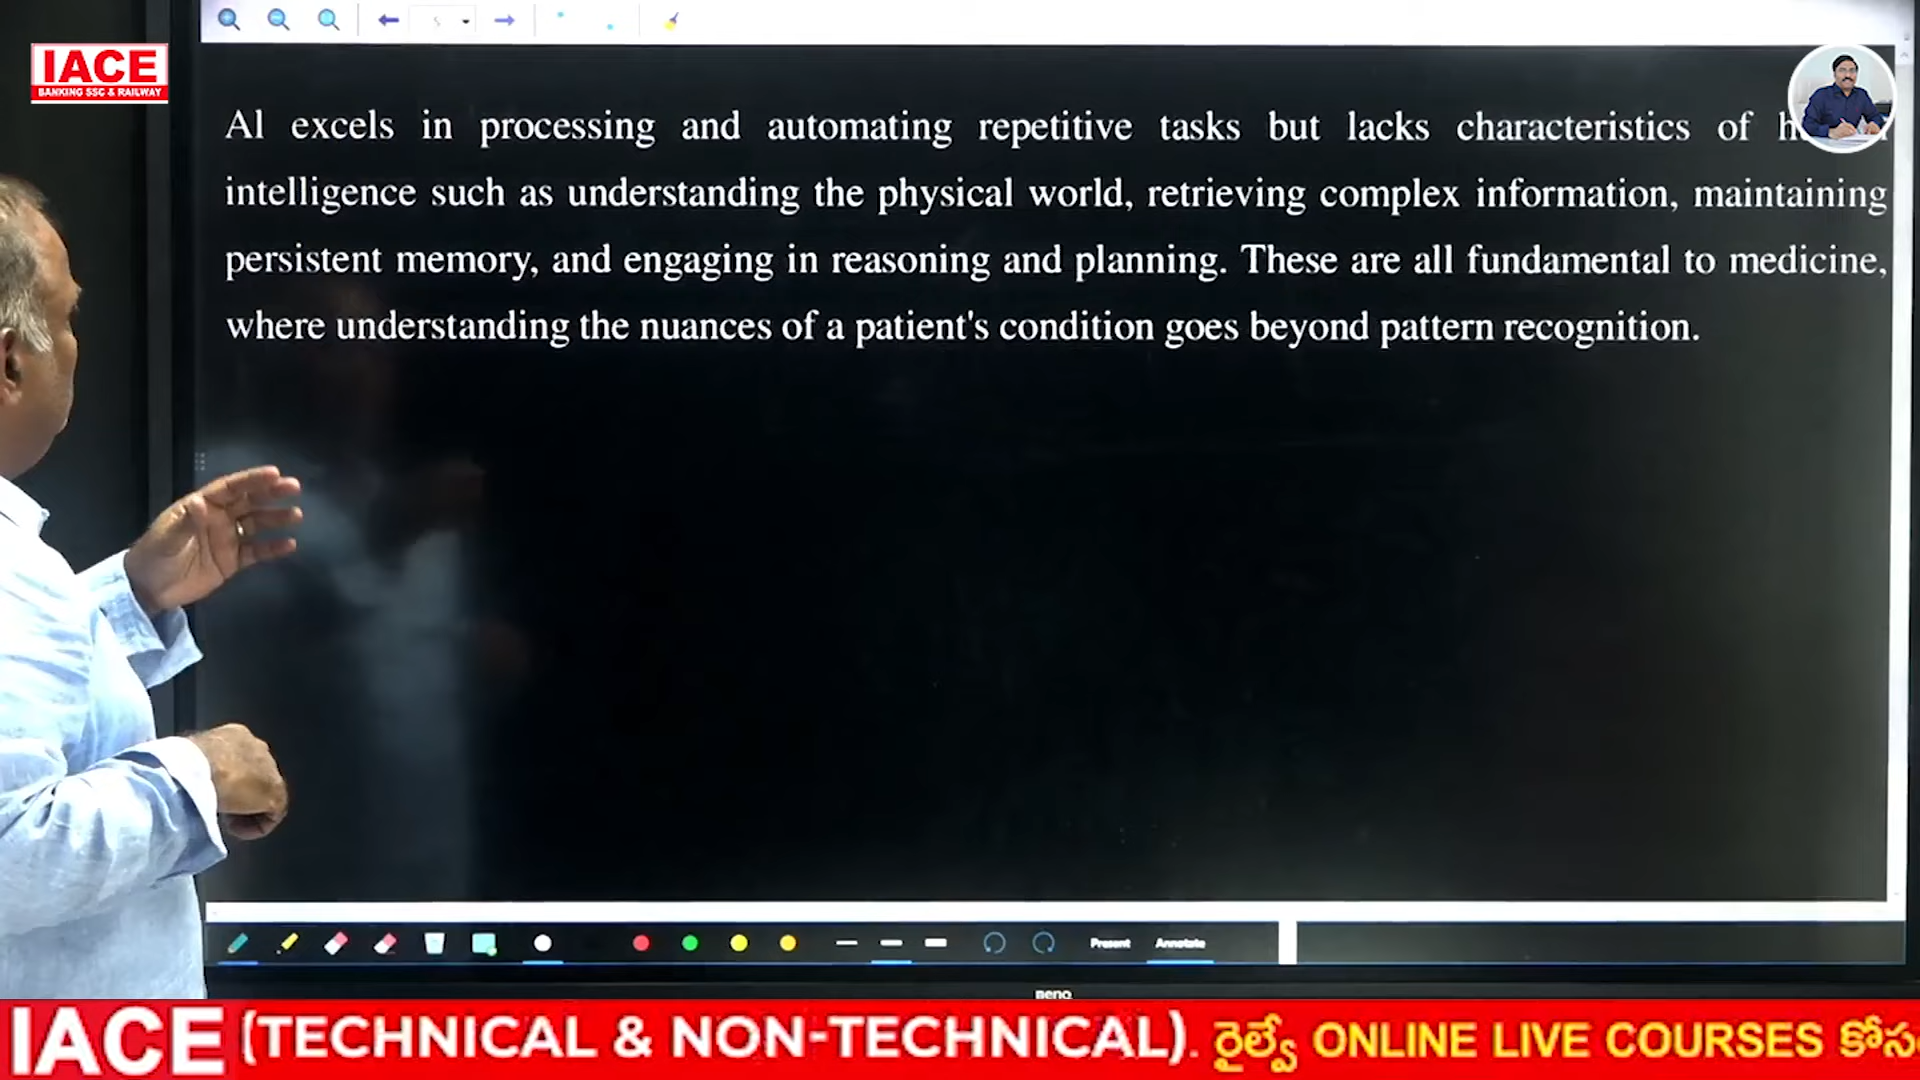 IACE
BANKING SSC & RAILWAY
AI excels in processing and automating repetitive tasks but lacks characteristics of
intelligence such as understanding the physical world, retrieving complex information, maintaining
persistent memory, and engaging in reasoning and planning. These are all fundamental to medicine,
where understanding the nuances of a patient's condition goes beyond pattern recognition.
Present Annotate
BenQ
IACE (TECHNICAL & NON-TECHNICAL). రైల్వే ONLINE LIVE COURSES కోసం